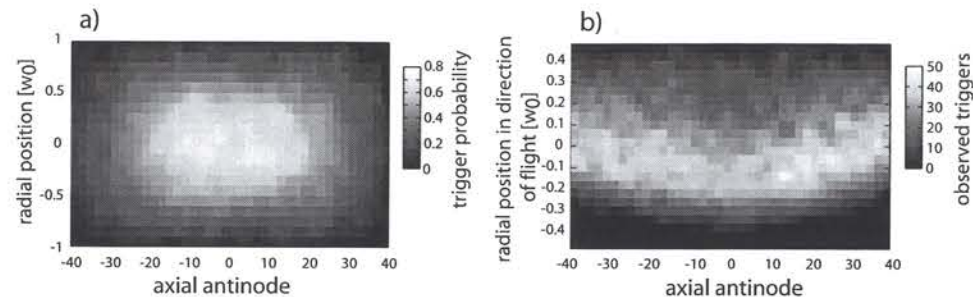 a)
radial position [w0]
1
0.5
0
-0.5
-1
-40 -30 -20 -10 0 10 20 30 40
axial antinode
0.8
0.6
0.4
0.2
0
trigger probability
b)
radial position in direction
of flight [w0]
0.4
0.3
0.2
0.1
0
-0.1
-0.2
-0.3
-0.4
-40 -30 -20 -10 0 10 20 30 40
axial antinode
50
40
30
20
10
0
observed triggers